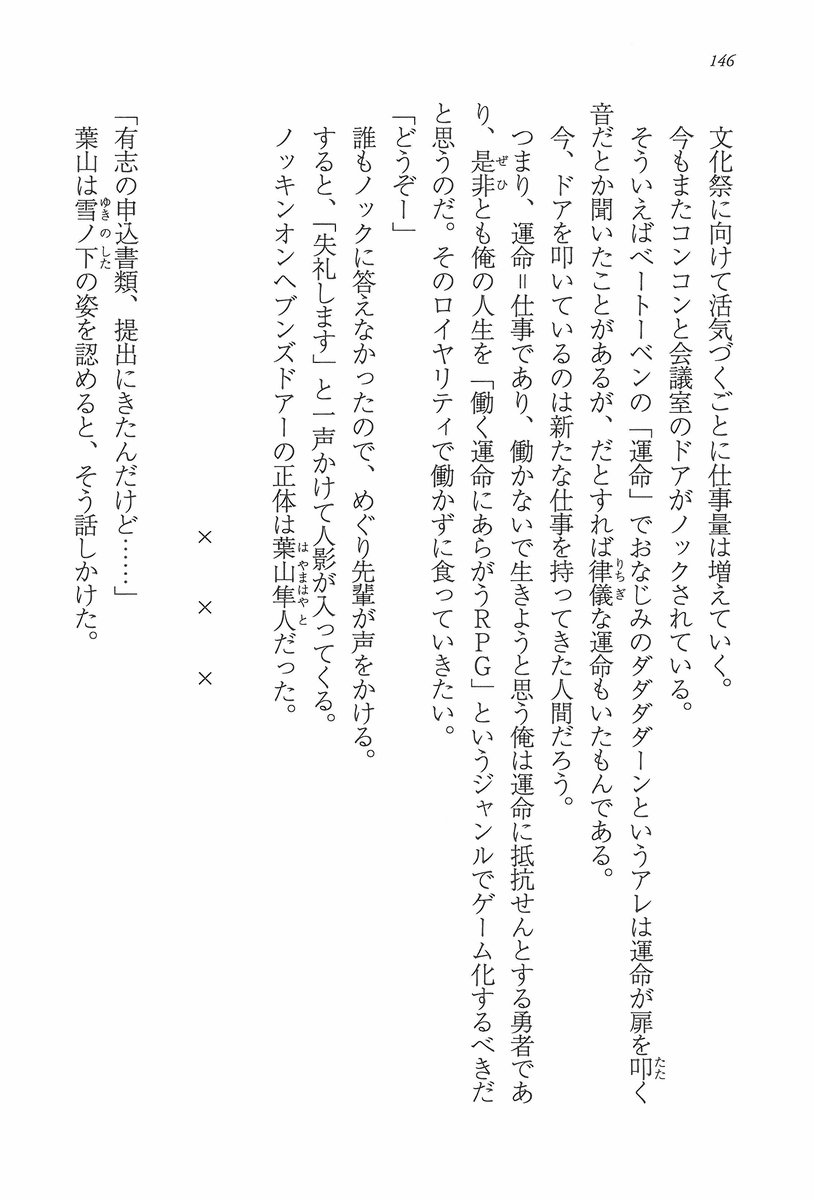 146
文化祭に向けて活気づくごとに仕事量は増えていく。
今もまたコンコンと会議室のドアがノックされている。
そういえばベートーベンの「運命」でおなじみのダダダダーンというアレは運命が扉を叩く
音だとか聞いたことがあるが、だとすれば律儀な運命もいたもんである。
今、ドアを叩いているのは新たな仕事を持ってきた人間だろう。
つまり、運命＝仕事であり、働かないで生きようと思う俺は運命に抵抗せんとする勇者であ
り、是非とも俺の人生を「働く運命にあらがうＲＰＧ」というジャンルでゲーム化するべきだ
と思うのだ。そのロイヤリティで働かずに食っていきたい。
「どうぞー」
誰もノックに答えなかったので、めぐり先輩が声をかける。
すると、「失礼します」と一声かけて人影が入ってくる。
ノッキンオンヘブンズドアーの正体は葉山隼人だった。
×　×　×
「有志の申込書類、提出にきたんだけど……」
葉山は雪ノ下の姿を認めると、そう話しかけた。